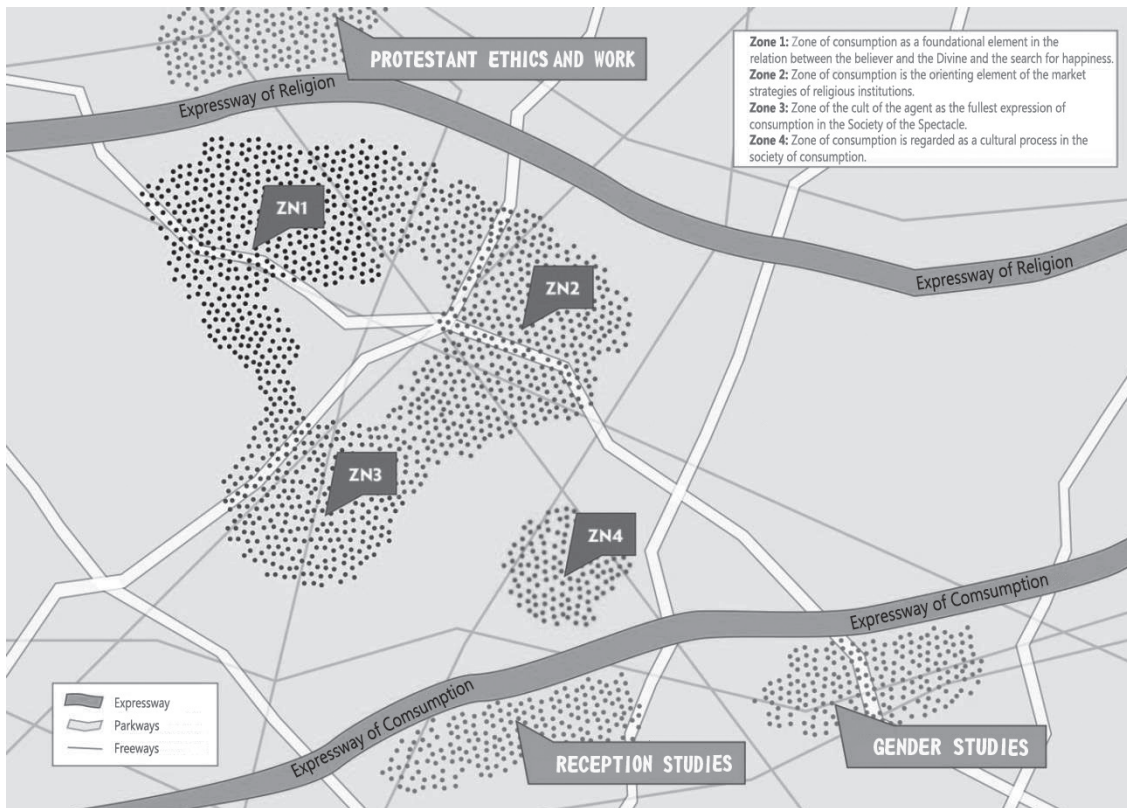 PROTESTANT ETHICS AND WORK
Zone 1: Zone of consumption as a foundational element in the
relation between the believer and the Divine and the search for happiness.
Zone 2: Zone of consumption is the orienting element of the market
strategies of religious institutions.
Zone 3: Zone of the cult of the agent as the fullest expression of
consumption in the Society of the Spectacle.
Zone 4: Zone of consumption is regarded as a cultural process in the
society of consumption.
Expressway of Religion
ZN1
Expressway of Religion
ZN2
ZN3
ZN4
Expressway of Comsumption
Expressway of Comsumption
Expressway
Parkways
Freeways
RECEPTION STUDIES
GENDER STUDIES